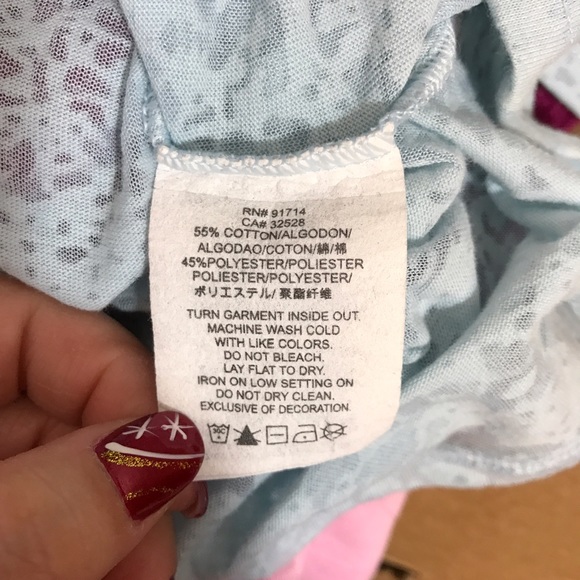 RN# 91714
CA# 32528
55% COTTON/ALGODON/
ALGODAO/COTON/綿/棉
45%POLYESTER/POLIESTER
POLIESTER/POLYESTER/
ポリエステル/ 聚酯纤维
TURN GARMENT INSIDE OUT.
MACHINE WASH COLD
WITH LIKE COLORS.
DO NOT BLEACH.
LAY FLAT TO DRY.
IRON ON LOW SETTING ON
DO NOT DRY CLEAN.
EXCLUSIVE OF DECORATION.